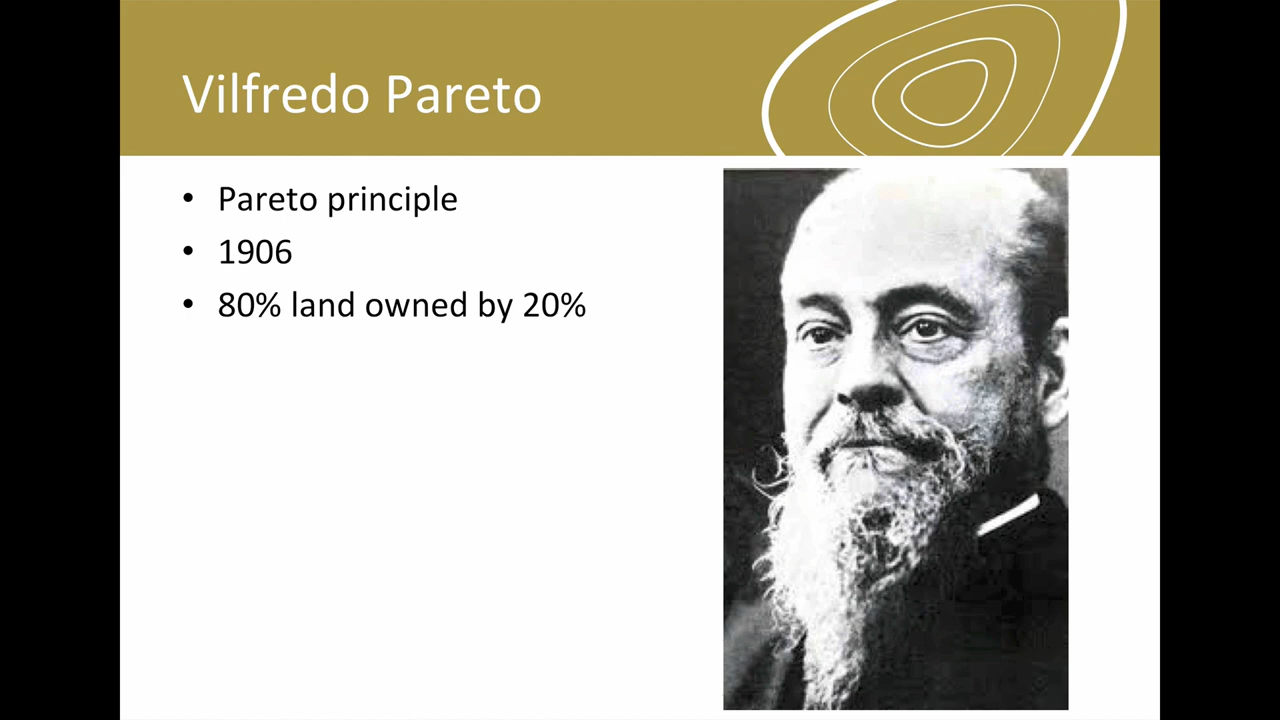 Vilfredo Pareto
• Pareto principle
• 1906
• 80% land owned by 20%